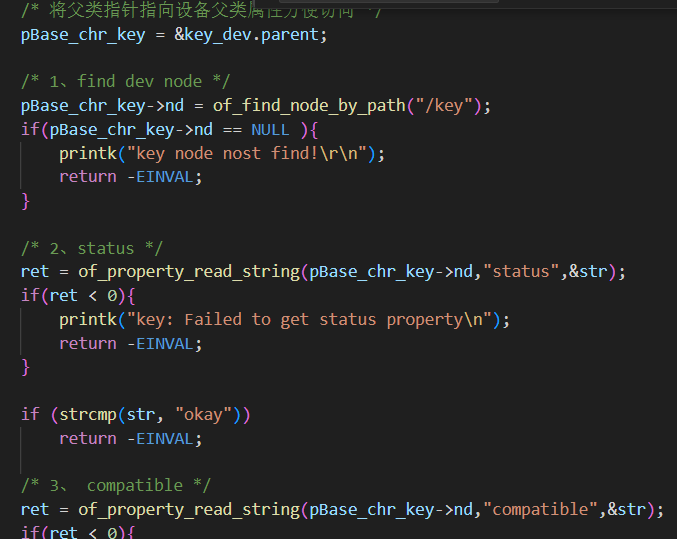 /* 将父类指针指向设备父类属性方便访问 */
pBase_chr_key = &key_dev.parent;
/* 1、find dev node */
pBase_chr_key->nd = of_find_node_by_path("/key");
if(pBase_chr_key->nd == NULL ){
printk("key node nost find!\r\n");
return -EINVAL;
}
/* 2、status */
ret = of_property_read_string(pBase_chr_key->nd,"status",&str);
if(ret < 0){
printk("key: Failed to get status property\n");
return -EINVAL;
}
if (strcmp(str, "okay"))
return -EINVAL;
/* 3、 compatible */
ret = of_property_read_string(pBase_chr_key->nd,"compatible",&str);
if(ret < 0){